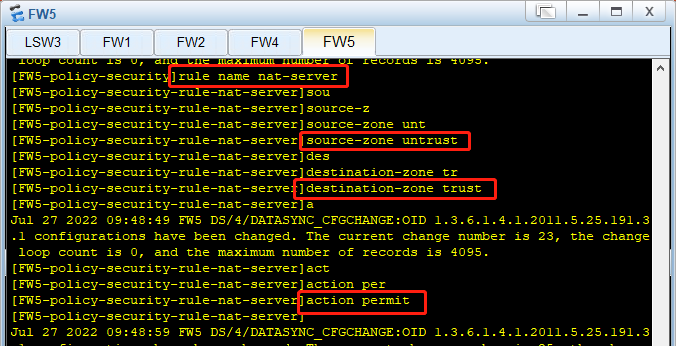 FW5
LSW3 FW1 FW2 FW4 FW5
loop count is 0, and the maximum number of records is 4095.
[FW5-policy-security]rule name nat-server
[FW5-policy-security-rule-nat-server]sou
[FW5-policy-security-rule-nat-server]source-z
[FW5-policy-security-rule-nat-server]source-zone unt
[FW5-policy-security-rule-nat-server]source-zone untrust
[FW5-policy-security-rule-nat-server]des
[FW5-policy-security-rule-nat-server]destination-zone tr
[FW5-policy-security-rule-nat-server]destination-zone trust
[FW5-policy-security-rule-nat-server]a
Jul 27 2022 09:48:49 FW5 DS/4/DATASYNC_CFGCHANGE:OID 1.3.6.1.4.1.2011.5.25.191.3
.1 configurations have been changed. The current change number is 23, the change
loop count is 0, and the maximum number of records is 4095.
[FW5-policy-security-rule-nat-server]act
[FW5-policy-security-rule-nat-server]action per
[FW5-policy-security-rule-nat-server]action permit
[FW5-policy-security-rule-nat-server]
Jul 27 2022 09:48:59 FW5 DS/4/DATASYNC_CFGCHANGE:OID 1.3.6.1.4.1.2011.5.25.191.3